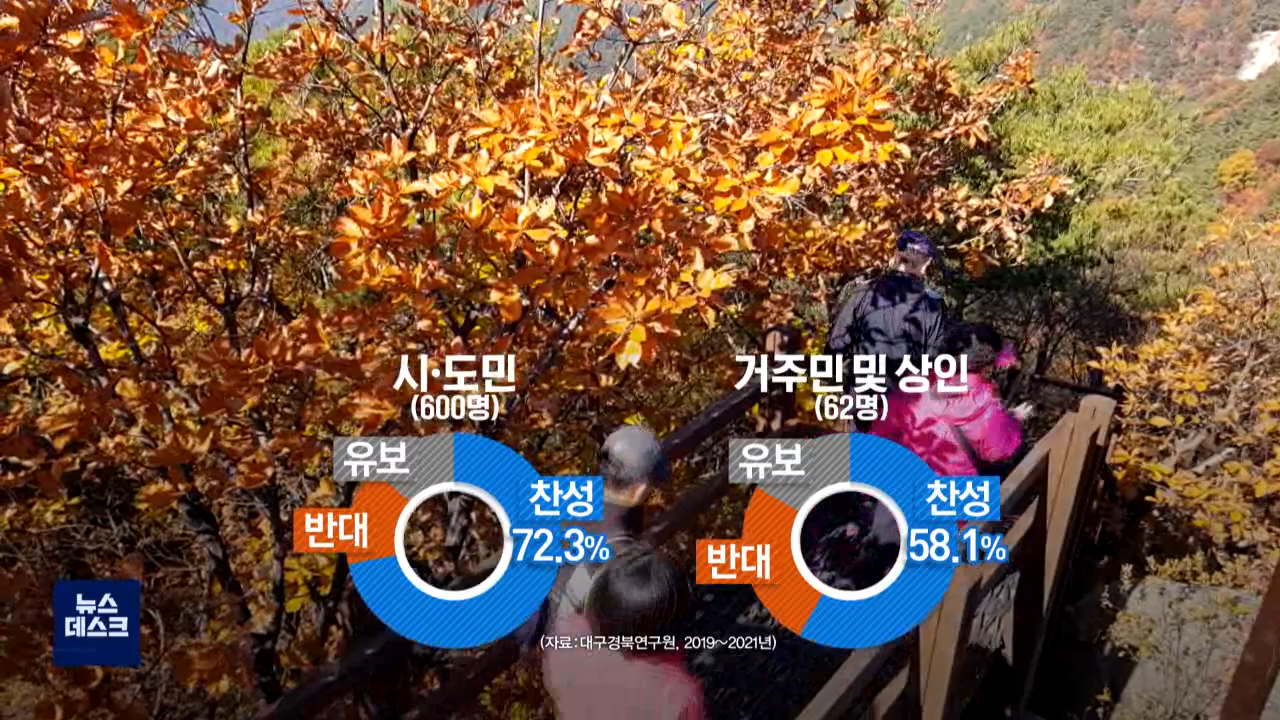 시·도민
(600명)
유보
반대
찬성
72.3%
거주민 및 상인
(62명)
유보
반대
찬성
58.1%
(자료 : 대구경북연구원, 2019~2021년)
뉴스
데스크